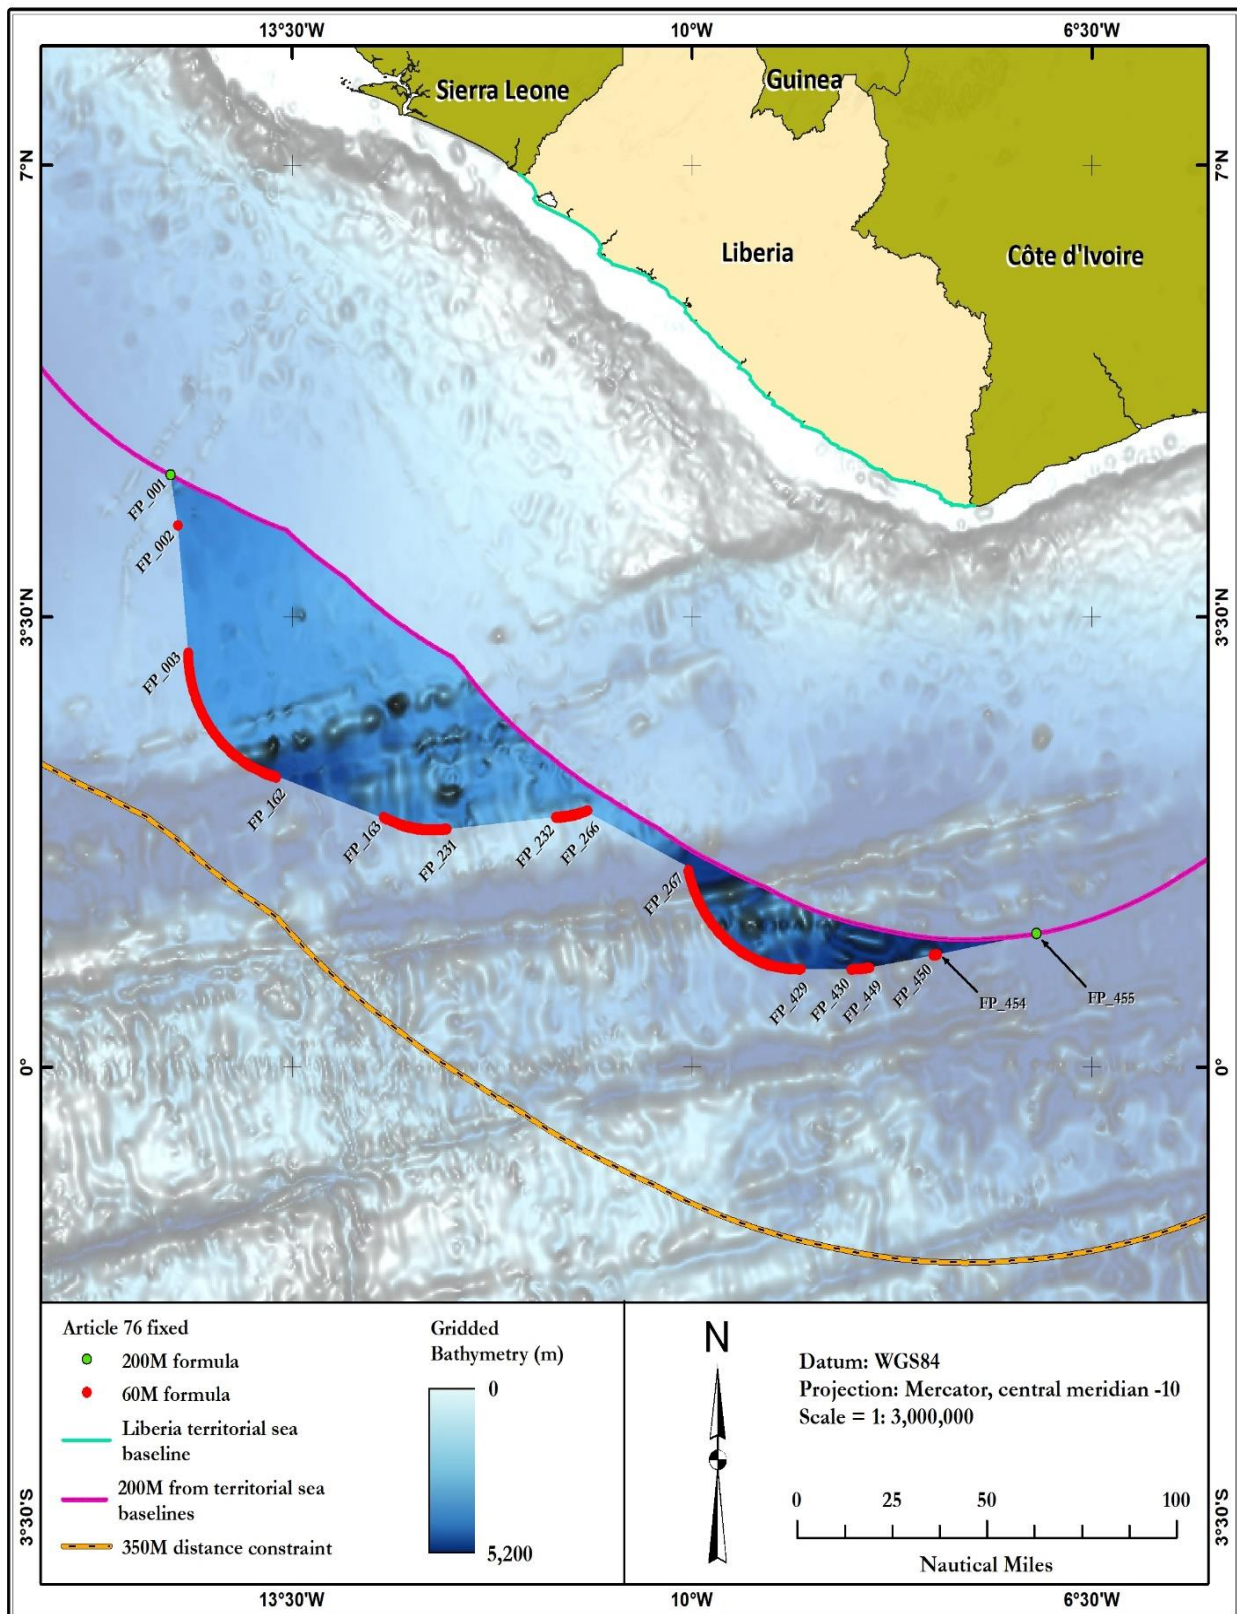 13°30'W
10°W
6°30'W
Sierra Leone
Guinea
7°N
7°N
Liberia
Côte d'Ivoire
FP_001
FP_002
3°30'N
3°30'N
FP_003
FP_162
FP_163
FP_231
FP_232
FP_266
FP_267
FP_429
FP_430
FP_449
FP_450
FP_454
FP_455
0°
0°
Article 76 fixed
200M formula
60M formula
Liberia territorial sea
baseline
200M from territorial sea
baselines
350M distance constraint
Gridded
Bathymetry (m)
0
5,200
N
Datum: WGS84
Projection: Mercator, central meridian -10
Scale = 1: 3,000,000
0 25 50 100
Nautical Miles
3°30'S
3°30'S
13°30'W
10°W
6°30'W